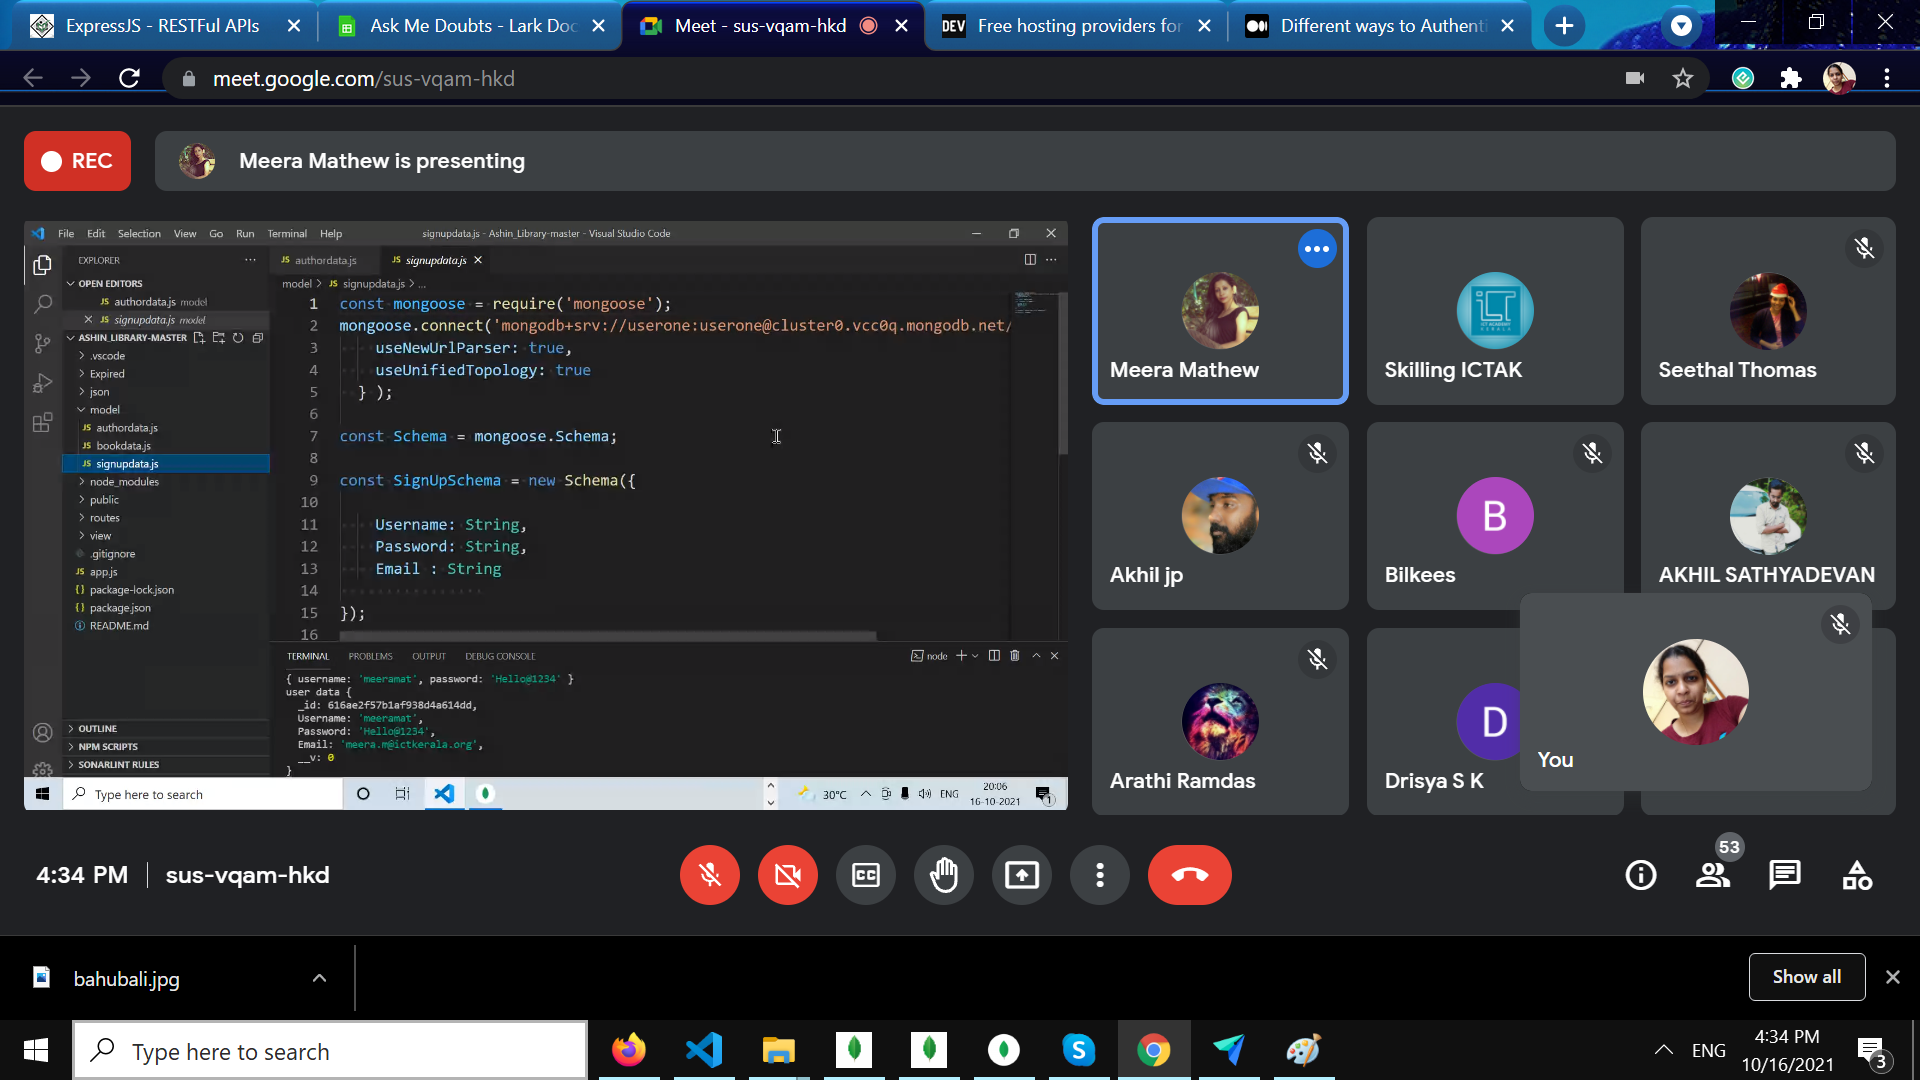 ExpressJS - RESTFul APIs
Ask Me Doubts - Lark Doc
Meet - sus-vqam-hkd
DEV
Free hosting providers for
Different ways to Authenti
meet.google.com/sus-vqam-hkd
REC
Meera Mathew is presenting
File Edit Selection View Go Run Terminal Help
signupdata.js - Ashin_Library-master - Visual Studio Code
EXPLORER
OPEN EDITORS
authordata.js model
signupdata.js model
ASHIN_LIBRARY-MASTER
.vscode
Expired
json
model
authordata.js
bookdata.js
signupdata.js
node_modules
public
routes
view
.gitignore
app.js
package-lock.json
package.json
README.md
OUTLINE
NPM SCRIPTS
SONARLINT RULES
authordata.js
signupdata.js
model > signupdata.js > ...
1 const mongoose = require('mongoose');
2 mongoose.connect('mongodb+srv://userone:userone@cluster0.vcc0q.mongodb.net/
3 useNewUrlParser: true,
4 useUnifiedTopology: true
5 } );
6
7 const Schema = mongoose.Schema;
8
9 const SignUpSchema = new Schema({
10
11 Username: String,
12 Password: String,
13 Email : String
14
15 });
16
TERMINAL PROBLEMS OUTPUT DEBUG CONSOLE
node
{ username: 'meeramat', password: 'Hello@1234' }
user data {
_id: 616ae2f57b1af938d4a614dd,
Username: 'meeramat',
Password: 'Hello@1234',
Email: 'meera.m@ictkerala.org',
__v: 0
}
Type here to search
30°C
ENG
20:06
16-10-2021
1
Meera Mathew
ICT ACADEMY
KERALA
Skilling ICTAK
Seethal Thomas
Akhil jp
B
Bilkees
AKHIL SATHYADEVAN
Arathi Ramdas
D
Drisya S K
You
4:34 PM
sus-vqam-hkd
CC
53
bahubali.jpg
Show all
Type here to search
ENG
4:34 PM
10/16/2021
3